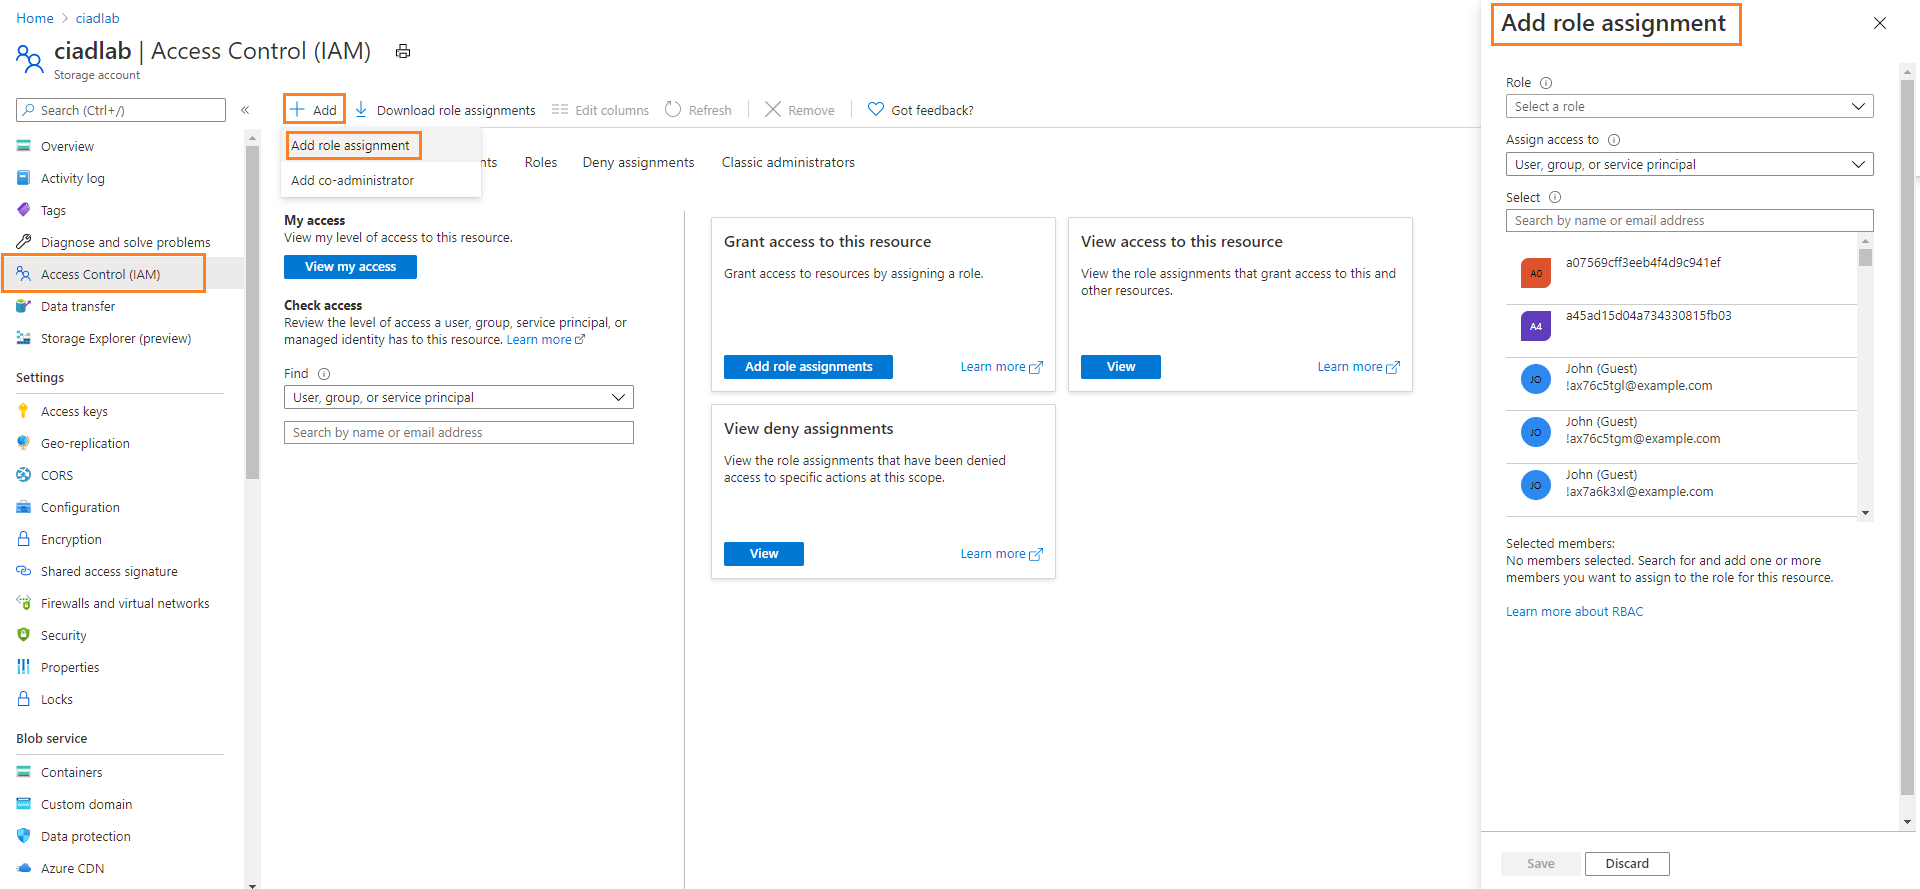 Home > ciadlab
ciadlab | Access Control (IAM)
Storage account
Search (Ctrl+/)
«
Overview
Activity log
Tags
Diagnose and solve problems
Access Control (IAM)
Data transfer
Storage Explorer (preview)
Settings
Access keys
Geo-replication
CORS
Configuration
Encryption
Shared access signature
Firewalls and virtual networks
Security
Properties
Locks
Blob service
Containers
Custom domain
Data protection
Azure CDN
Add
Download role assignments
Edit columns
Refresh
Remove
Got feedback?
Add role assignment
Add co-administrator
nts
Roles
Deny assignments
Classic administrators
My access
View my level of access to this resource.
View my access
Check access
Review the level of access a user, group, service principal, or
managed identity has to this resource. Learn more
Find
User, group, or service principal
Search by name or email address
Grant access to this resource
Grant access to resources by assigning a role.
Add role assignments
Learn more
View access to this resource
View the role assignments that grant access to this and
other resources.
View
Learn more
View deny assignments
View the role assignments that have been denied
access to specific actions at this scope.
View
Learn more
Add role assignment
Role
Select a role
Assign access to
User, group, or service principal
Select
Search by name or email address
A0
a07569cff3eeb4f4d9c941ef
A4
a45ad15d04a734330815fb03
JO
John (Guest)
!ax76c5tgl@example.com
JO
John (Guest)
!ax76c5tgm@example.com
JO
John (Guest)
!ax7a6k3xl@example.com
Selected members:
No members selected. Search for and add one or more
members you want to assign to the role for this resource.
Learn more about RBAC
Save
Discard